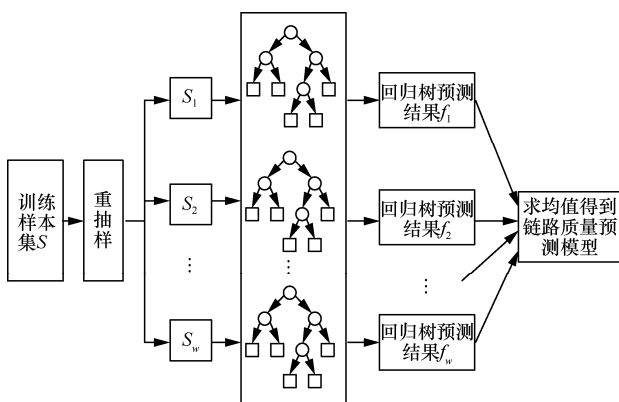 训练
样本
集S
重
抽
样
S1
S2
⋮
Sw
…
回归树预测
结果f1
回归树预测
结果f2
⋮
回归树预测
结果fw
求均值得到
链路质量预
测模型